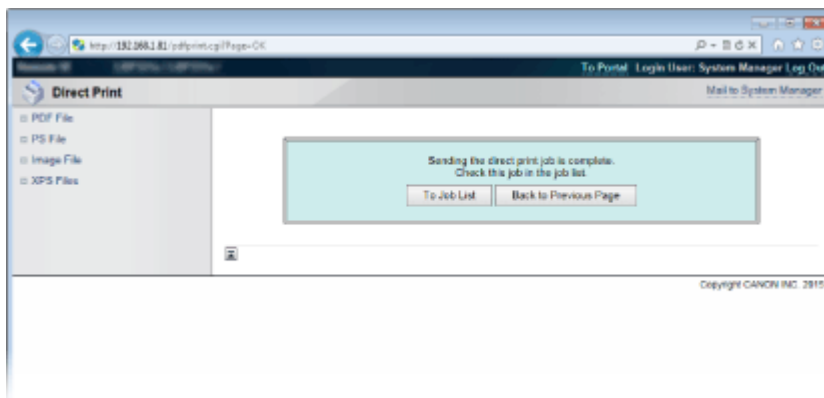 http://192.168.1.81/pdfprint.cgi?Page=OK
To Portal Login User: System Manager Log Ou
Direct Print
Mail to System Manager
PDF File
PS File
Image File
XPS Files
Sending the direct print job is complete.
Check this job in the job list.
To Job List
Back to Previous Page
Copyright CANON INC. 2015